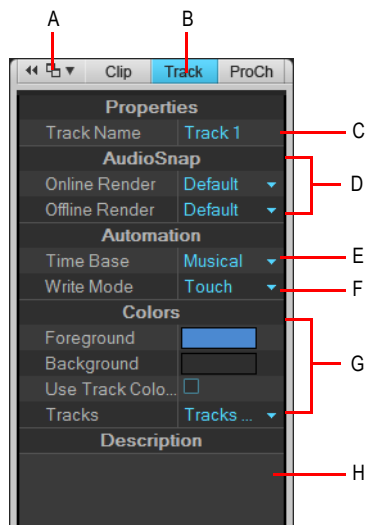 A B
Clip Track ProCh
Properties
Track Name Track 1 C
AudioSnap
D
Online Render Default
Offline Render Default
Automation
Time Base Musical E
Write Mode Touch F
Colors
Foreground
Background G
Use Track Colo...
Tracks Tracks ...
Description
H